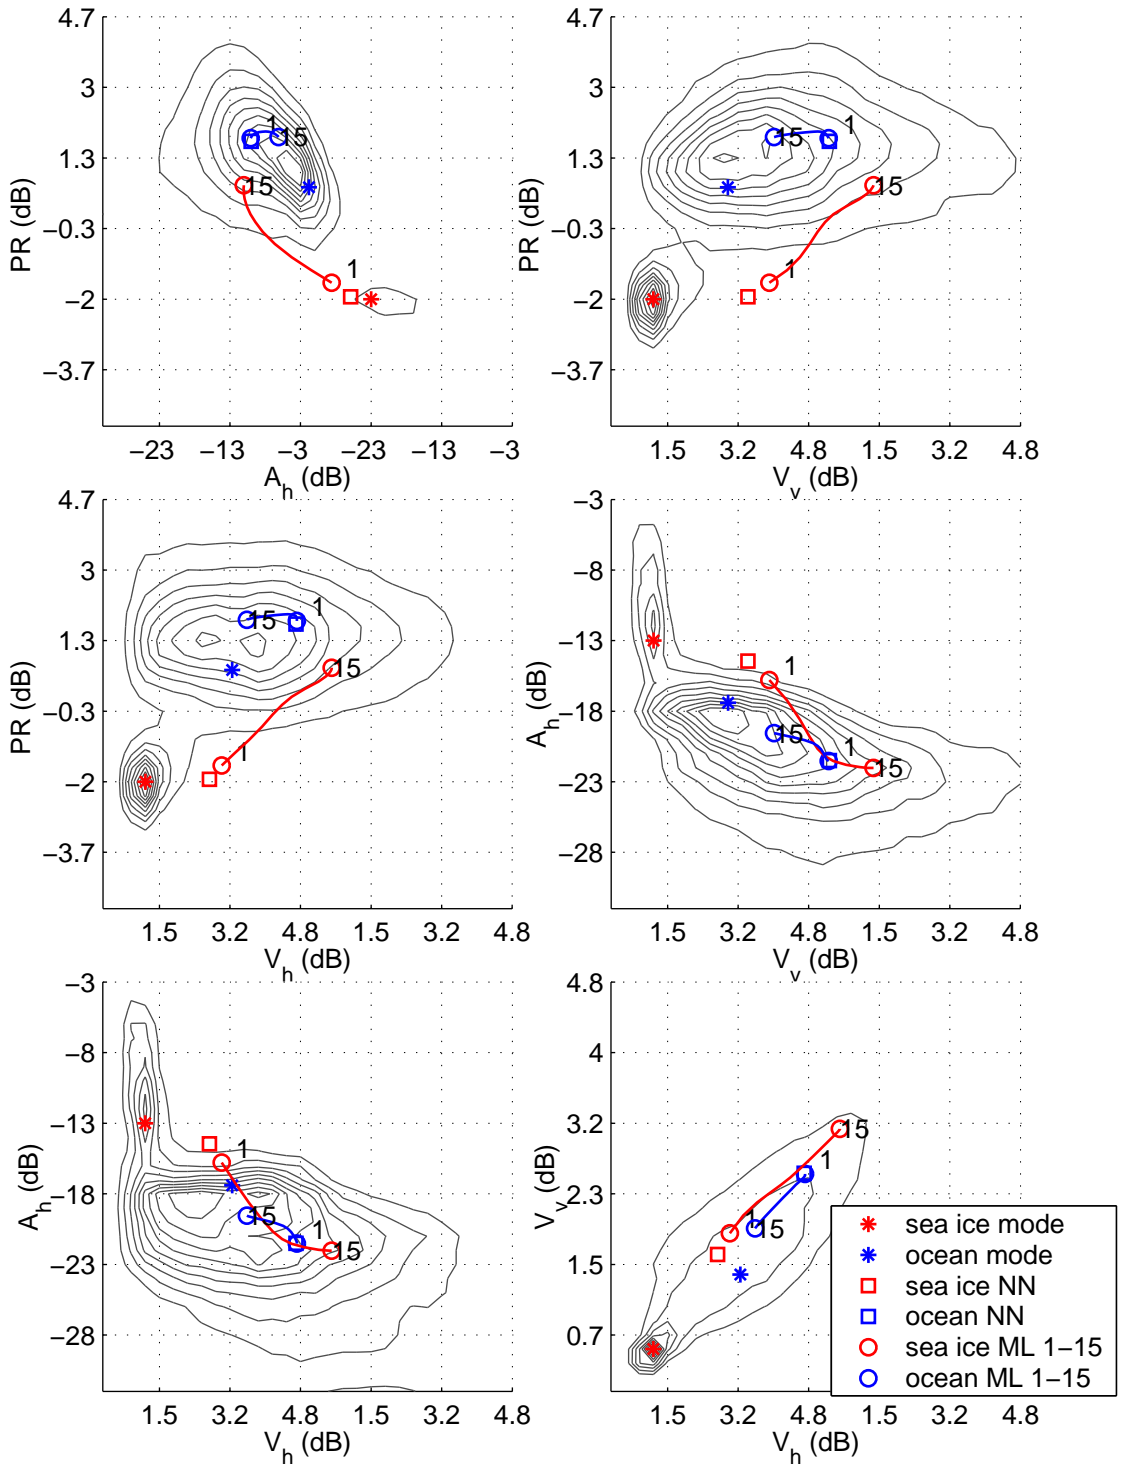 4.7
3
1.3
−0.3
−2
−3.7
PR (dB)
1
15
15
1
−23 −13 −3 −23 −13 −3
A_h (dB)
4.7
3
1.3
−0.3
−2
−3.7
PR (dB)
15
1
15
1
1.5 3.2 4.8 1.5 3.2 4.8
V_v (dB)
4.7
3
1.3
−0.3
−2
−3.7
PR (dB)
15
1
15
1
1.5 3.2 4.8 1.5 3.2 4.8
V_h (dB)
−3
−8
−13
−18
−23
−28
A_h (dB)
1
15
1
15
1.5 3.2 4.8 1.5 3.2 4.8
V_v (dB)
−3
−8
−13
−18
−23
−28
A_h (dB)
1
15
1
15
1.5 3.2 4.8 1.5 3.2 4.8
V_h (dB)
4.8
4
3.2
2.3
1.5
0.7
V_v (dB)
15
1
1
15
1.5 3.2 4.8 1.5 3.2 4.8
V_h (dB)
sea ice mode
ocean mode
sea ice NN
ocean NN
sea ice ML 1−15
ocean ML 1−15